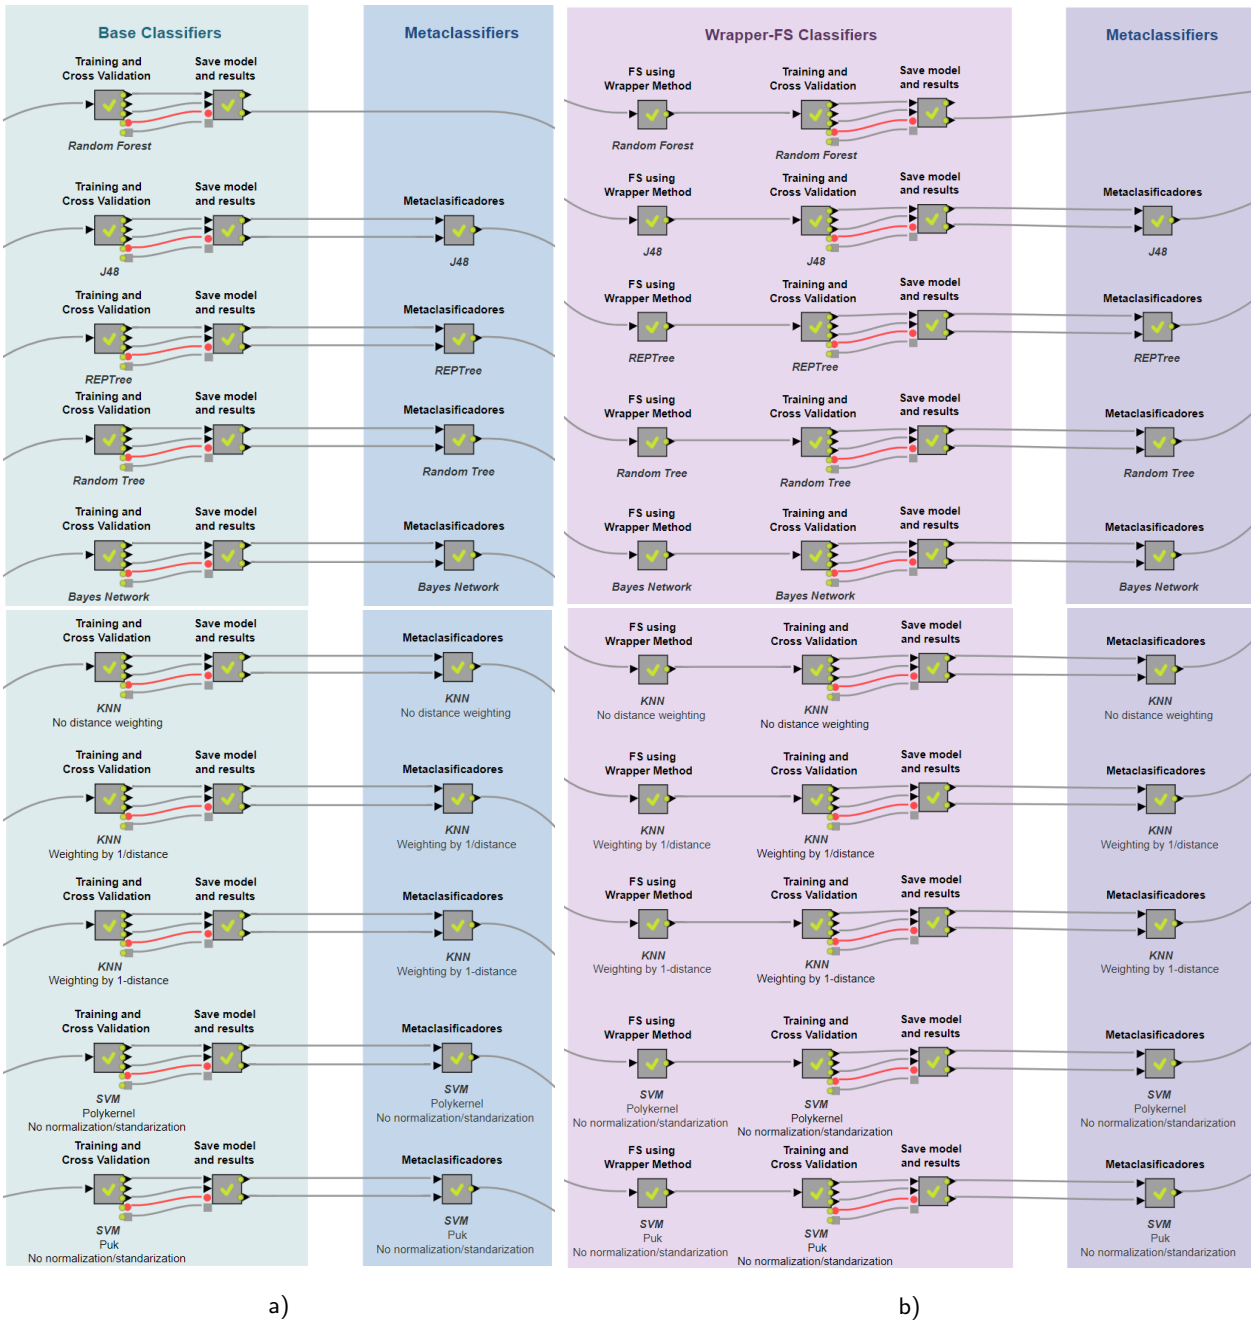 Base Classifiers
Metaclassifiers
Wrapper-FS Classifiers
Metaclassifiers
Training and
Cross Validation
Save model
and results
Random Forest
FS using
Wrapper Method
Training and
Cross Validation
Save model
and results
Random Forest
Random Forest
Training and
Cross Validation
Save model
and results
Metaclasificadores
J48
J48
FS using
Wrapper Method
Training and
Cross Validation
Save model
and results
Metaclasificadores
J48
J48
J48
Training and
Cross Validation
Save model
and results
Metaclasificadores
REPTree
REPTree
FS using
Wrapper Method
Training and
Cross Validation
Save model
and results
Metaclasificadores
REPTree
REPTree
REPTree
Training and
Cross Validation
Save model
and results
Metaclasificadores
Random Tree
Random Tree
FS using
Wrapper Method
Training and
Cross Validation
Save model
and results
Metaclasificadores
Random Tree
Random Tree
Random Tree
Training and
Cross Validation
Save model
and results
Metaclasificadores
Bayes Network
Bayes Network
FS using
Wrapper Method
Training and
Cross Validation
Save model
and results
Metaclasificadores
Bayes Network
Bayes Network
Bayes Network
Training and
Cross Validation
Save model
and results
Metaclasificadores
KNN
No distance weighting
KNN
No distance weighting
FS using
Wrapper Method
Training and
Cross Validation
Save model
and results
Metaclasificadores
KNN
No distance weighting
KNN
No distance weighting
KNN
No distance weighting
Training and
Cross Validation
Save model
and results
Metaclasificadores
KNN
Weighting by 1/distance
KNN
Weighting by 1/distance
FS using
Wrapper Method
Training and
Cross Validation
Save model
and results
Metaclasificadores
KNN
Weighting by 1/distance
KNN
Weighting by 1/distance
KNN
Weighting by 1/distance
Training and
Cross Validation
Save model
and results
Metaclasificadores
KNN
Weighting by 1-distance
KNN
Weighting by 1-distance
FS using
Wrapper Method
Training and
Cross Validation
Save model
and results
Metaclasificadores
KNN
Weighting by 1-distance
KNN
Weighting by 1-distance
KNN
Weighting by 1-distance
Training and
Cross Validation
Save model
and results
Metaclasificadores
SVM
Polykernel
No normalization/standarization
SVM
Polykernel
No normalization/standarization
FS using
Wrapper Method
Training and
Cross Validation
Save model
and results
Metaclasificadores
SVM
Polykernel
No normalization/standarization
SVM
Polykernel
No normalization/standarization
SVM
Polykernel
No normalization/standarization
Training and
Cross Validation
Save model
and results
Metaclasificadores
SVM
Puk
No normalization/standarization
SVM
Puk
No normalization/standarization
FS using
Wrapper Method
Training and
Cross Validation
Save model
and results
Metaclasificadores
SVM
Puk
No normalization/standarization
SVM
Puk
No normalization/standarization
SVM
Puk
No normalization/standarization
a)
b)